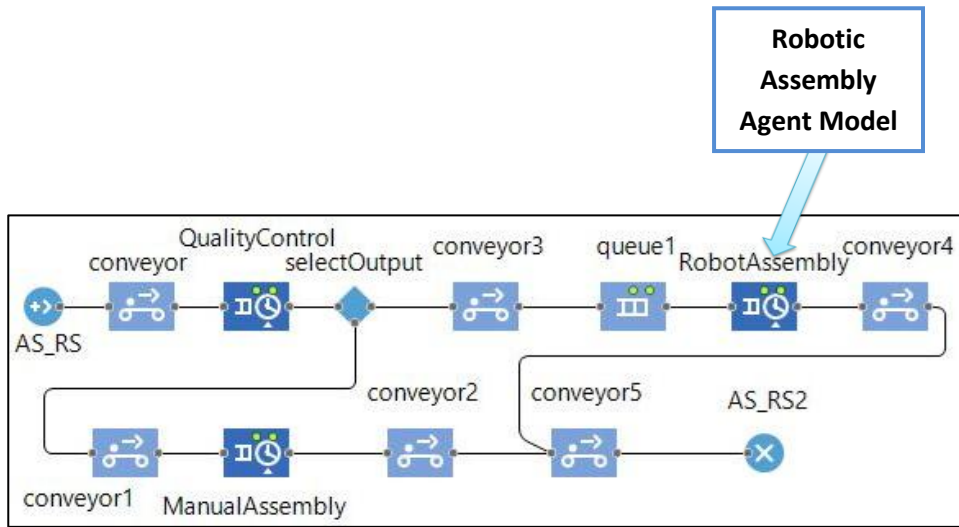 Robotic
Assembly
Agent Model
QualityControl
conveyor
selectOutput
conveyor3
queue1
RobotAssembly
conveyor4
AS_RS
conveyor2
conveyor5
AS_RS2
conveyor1
ManualAssembly